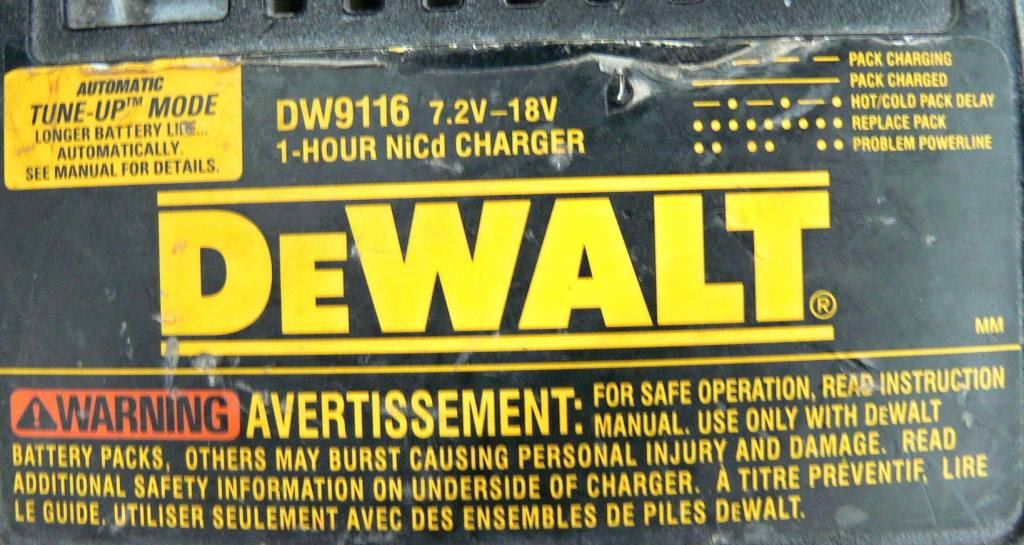 AUTOMATIC
TUNE-UP™ MODE
LONGER BATTERY LIFE...
AUTOMATICALLY.
SEE MANUAL FOR DETAILS.
DW9116 7.2V–18V
1-HOUR NiCd CHARGER
PACK CHARGING
PACK CHARGED
HOT/COLD PACK DELAY
REPLACE PACK
PROBLEM POWERLINE
DEWALT®
MM
WARNING AVERTISSEMENT: FOR SAFE OPERATION, READ INSTRUCTION
MANUAL. USE ONLY WITH DEWALT
BATTERY PACKS, OTHERS MAY BURST CAUSING PERSONAL INJURY AND DAMAGE. READ
ADDITIONAL SAFETY INFORMATION ON UNDERSIDE OF CHARGER. À TITRE PRÉVENTIF, LIRE
LE GUIDE, UTILISER SEULEMENT AVEC DES ENSEMBLES DE PILES DEWALT.